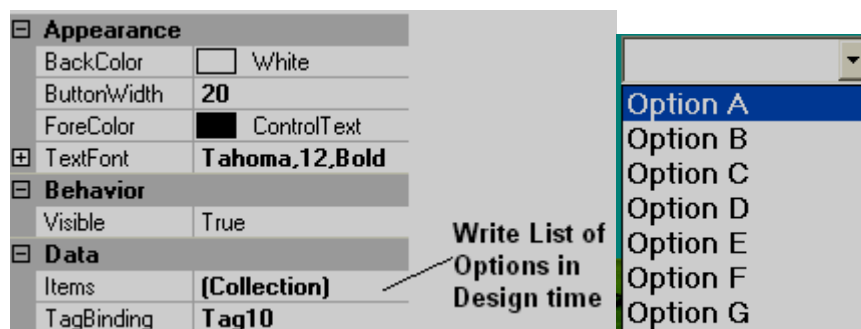 Appearance
BackColor White
ButtonWidth 20
ForeColor ControlText
TextFont Tahoma,12,Bold
Behavior
Visible True
Data
Items (Collection)
TagBinding Tag10
Write List of
Options in
Design time
Option A
Option B
Option C
Option D
Option E
Option F
Option G